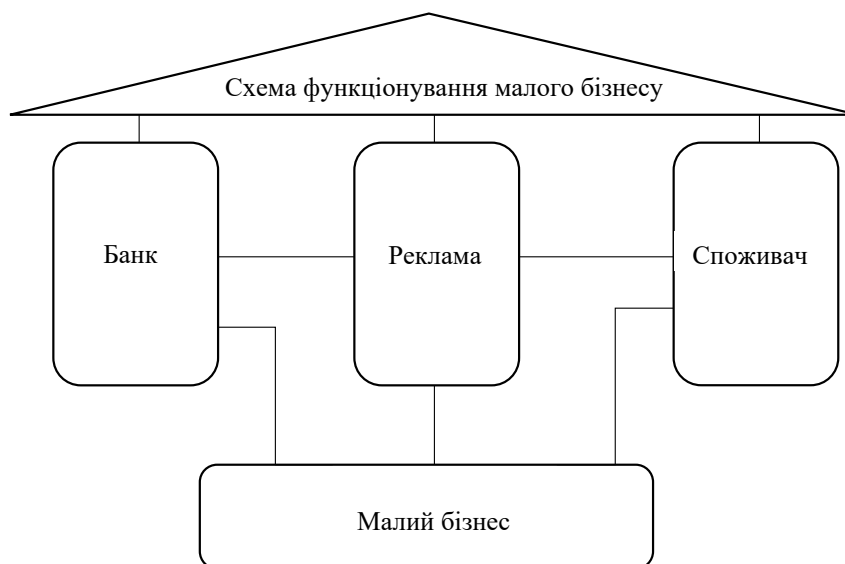 Схема функціонування малого бізнесу
Банк
Реклама
Споживач
Малий бізнес